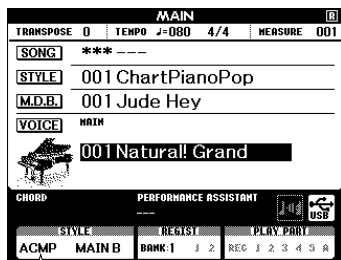 MAIN R
TRANSPOSE 0 TEMPO ♩=080 4/4 MEASURE 001
SONG *** ---
STYLE 001 ChartPianoPop
M.D.B. 001 Jude Hey
VOICE MAIN
001 Natural! Grand
CHORD PERFORMANCE ASSISTANT
---
USB
STYLE REGIST PLAY PART
ACMP MAIN B BANK:1 1 2 REC 1 2 3 4 5 A